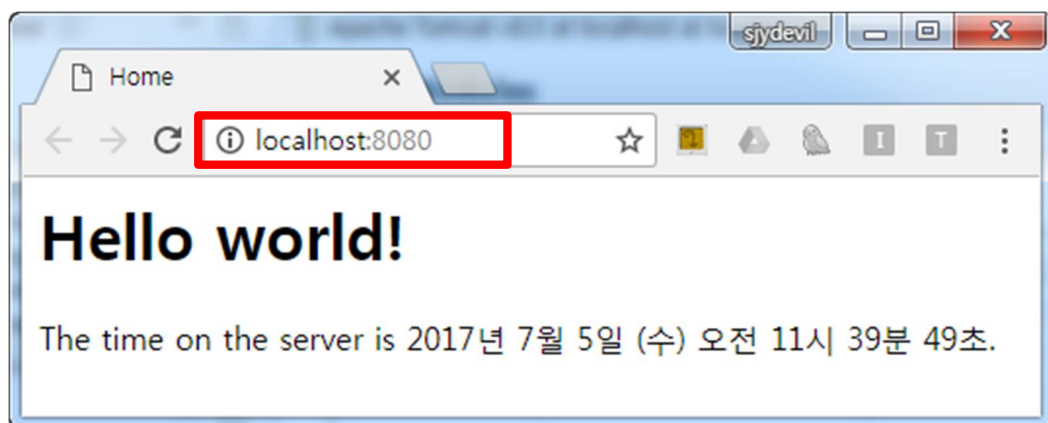 sjydevil
Home
localhost:8080
I T
Hello world!
The time on the server is 2017년 7월 5일 (수) 오전 11시 39분 49초.